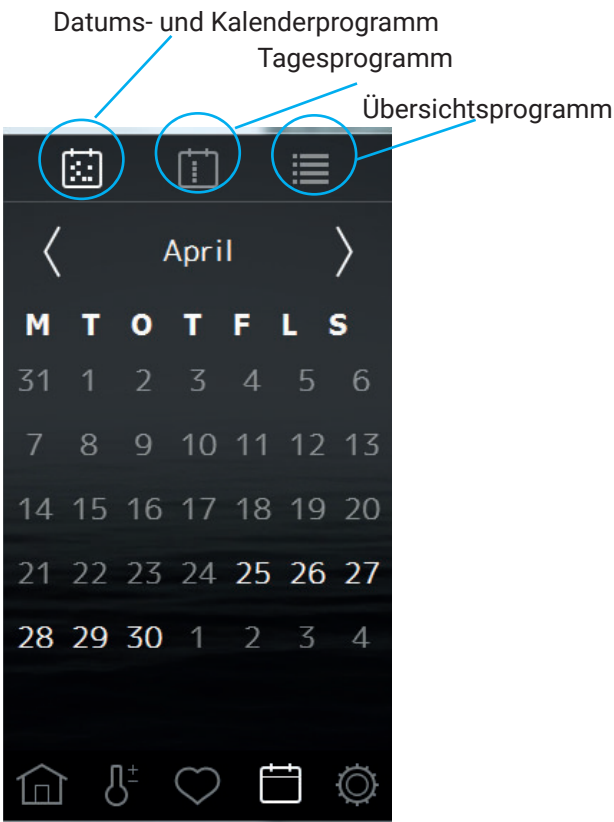 Datums- und Kalenderprogramm
Tagesprogramm
Übersichtsprogramm
April
M T O T F L S
31 1 2 3 4 5 6
7 8 9 10 11 12 13
14 15 16 17 18 19 20
21 22 23 24 25 26 27
28 29 30 1 2 3 4